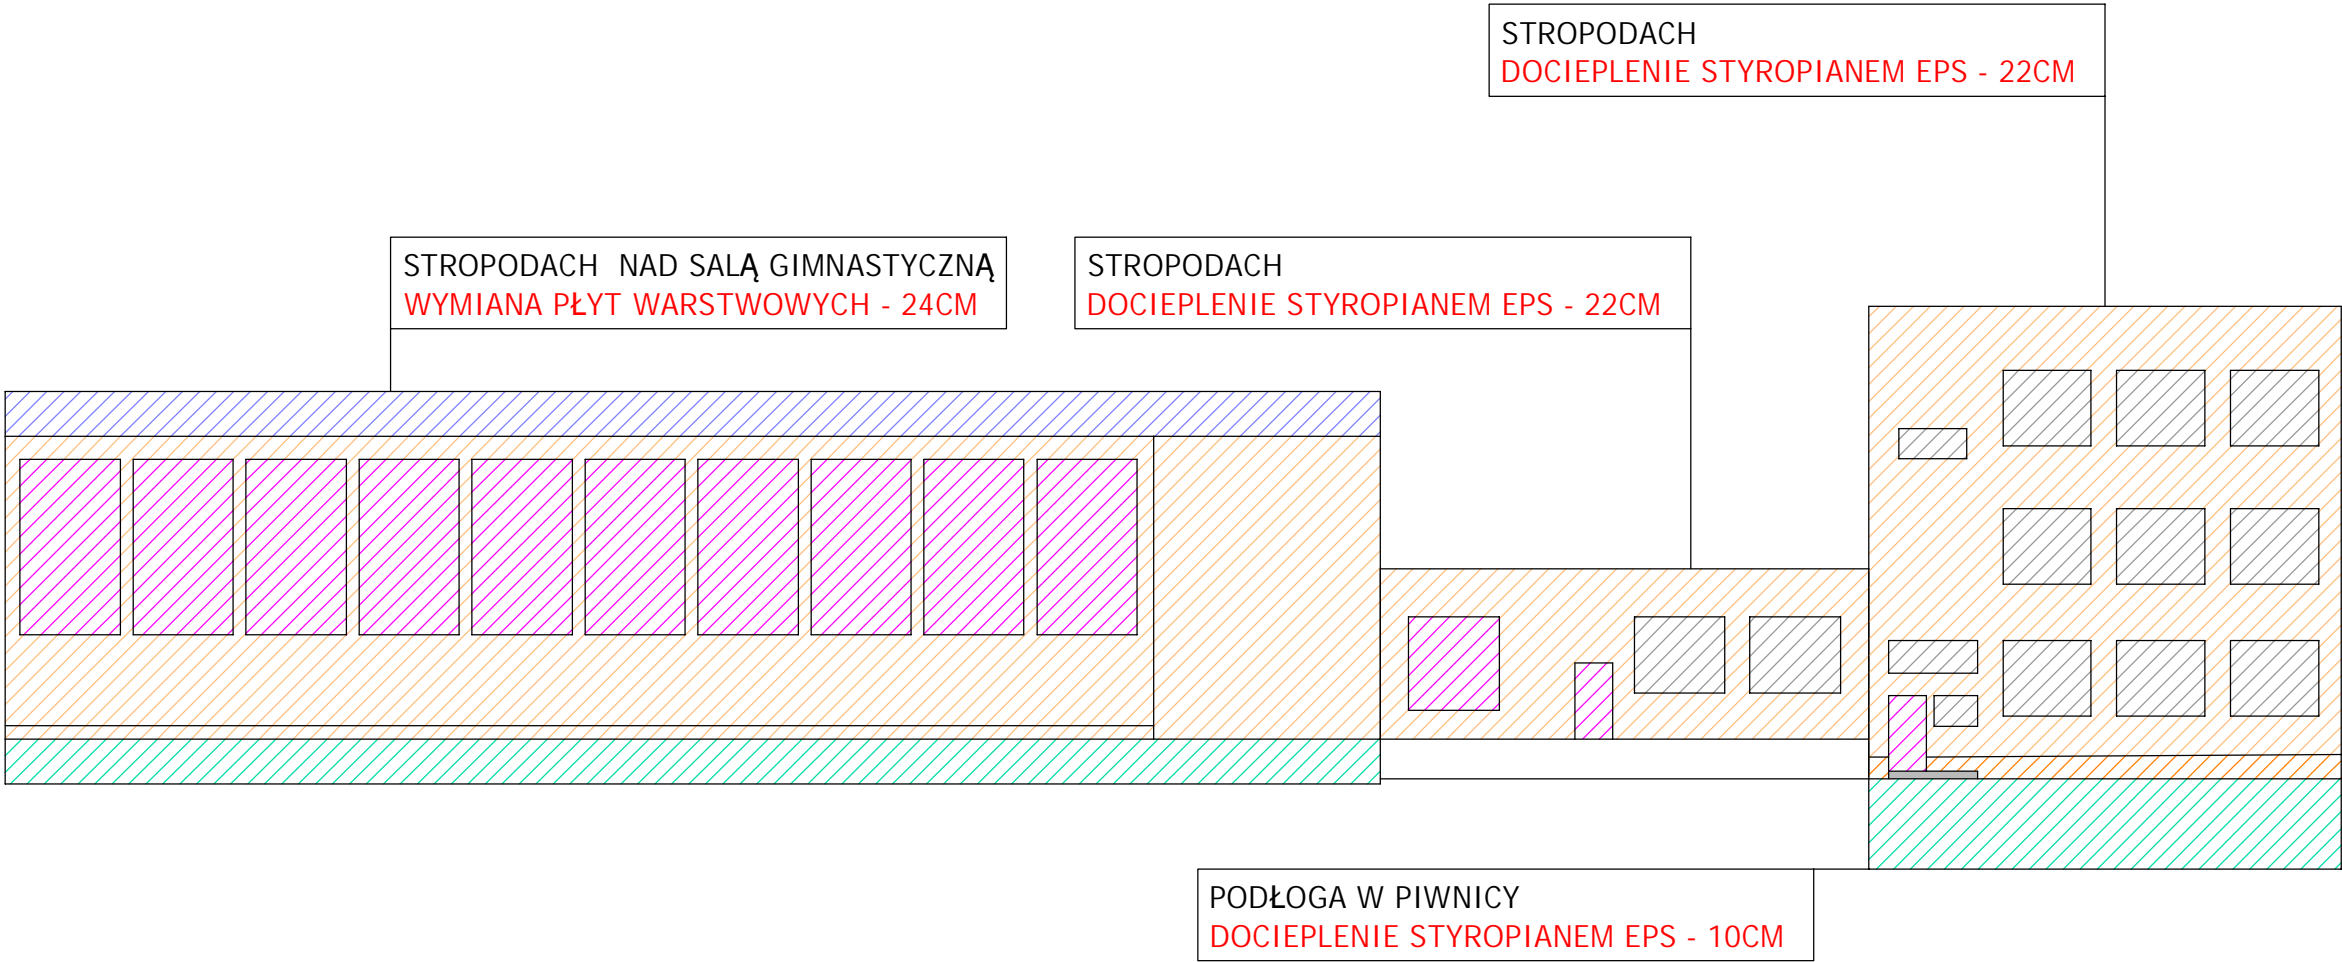 STROPODACH
DOCIEPLENIE STYROPIANEM EPS - 22CM
STROPODACH NAD SALĄ GIMNASTYCZNĄ
WYMIANA PŁYT WARSTWOWYCH - 24CM
STROPODACH
DOCIEPLENIE STYROPIANEM EPS - 22CM
PODŁOGA W PIWNICY
DOCIEPLENIE STYROPIANEM EPS - 10CM